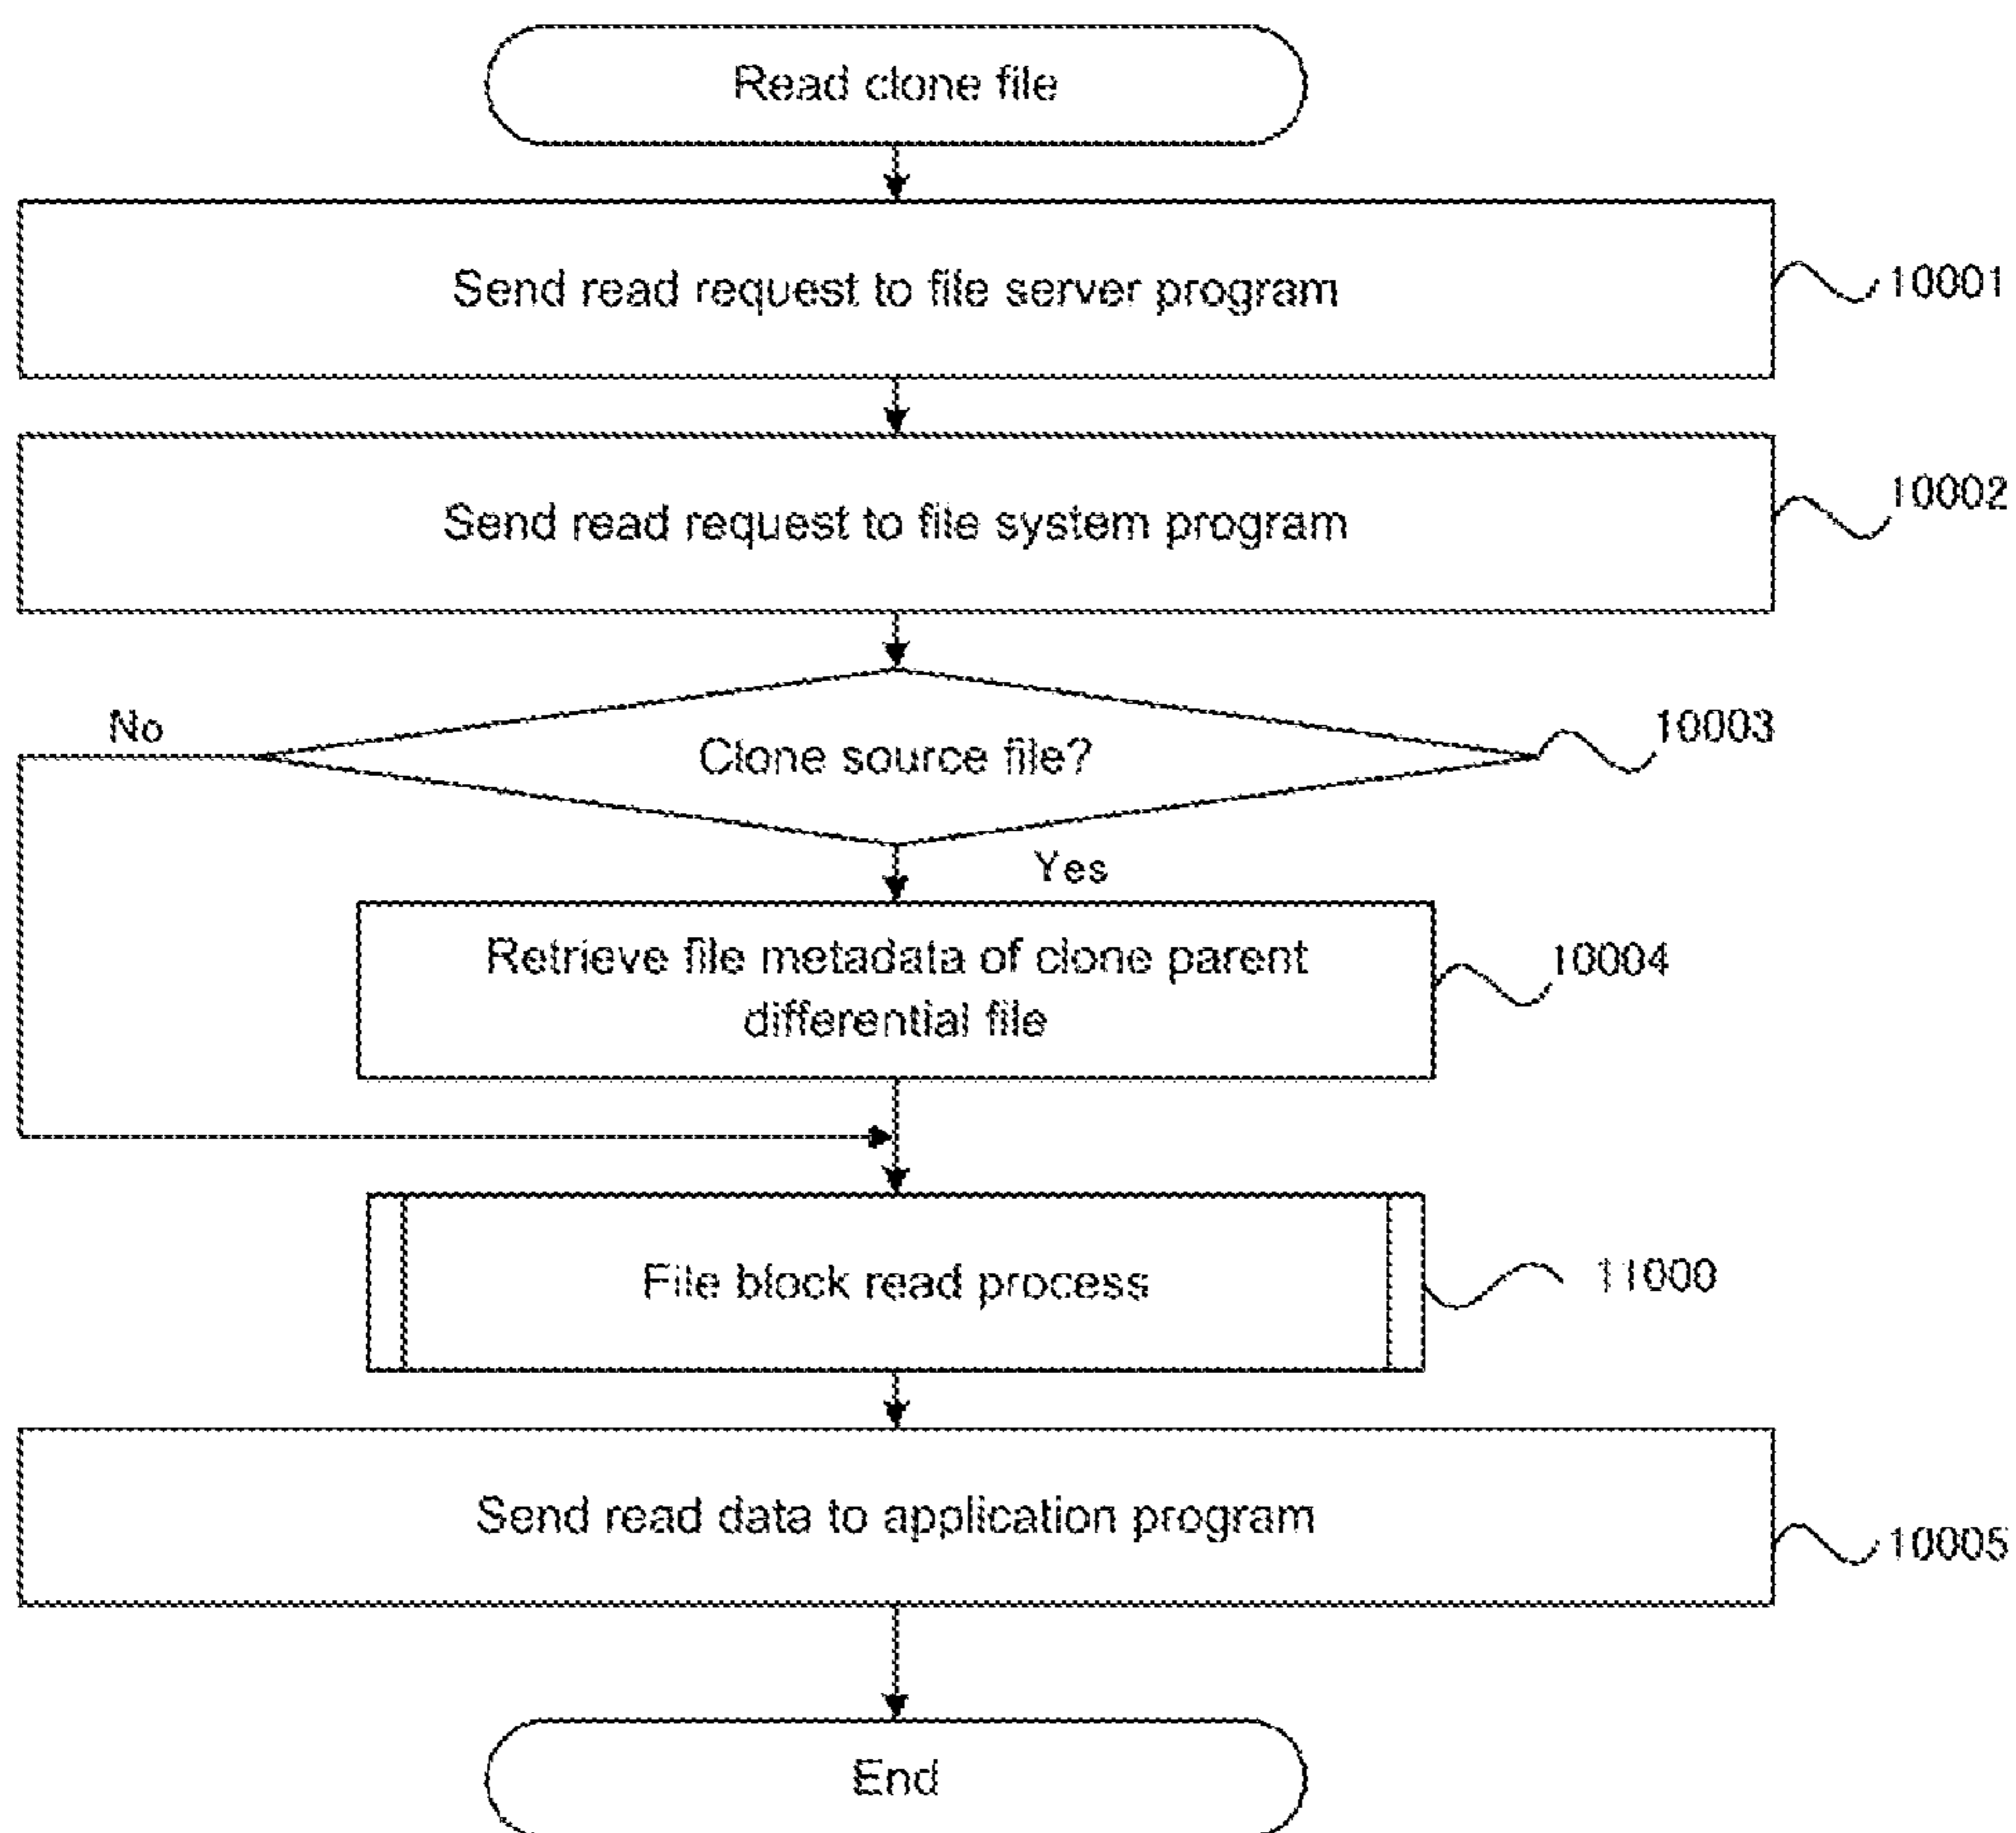 Read clone file
Send read request to file server program
10001
Send read request to file system program
10002
No
Clone source file?
10003
Yes
Retrieve file metadata of clone parent
differential file
10004
File block read process
11000
Send read data to application program
10005
End